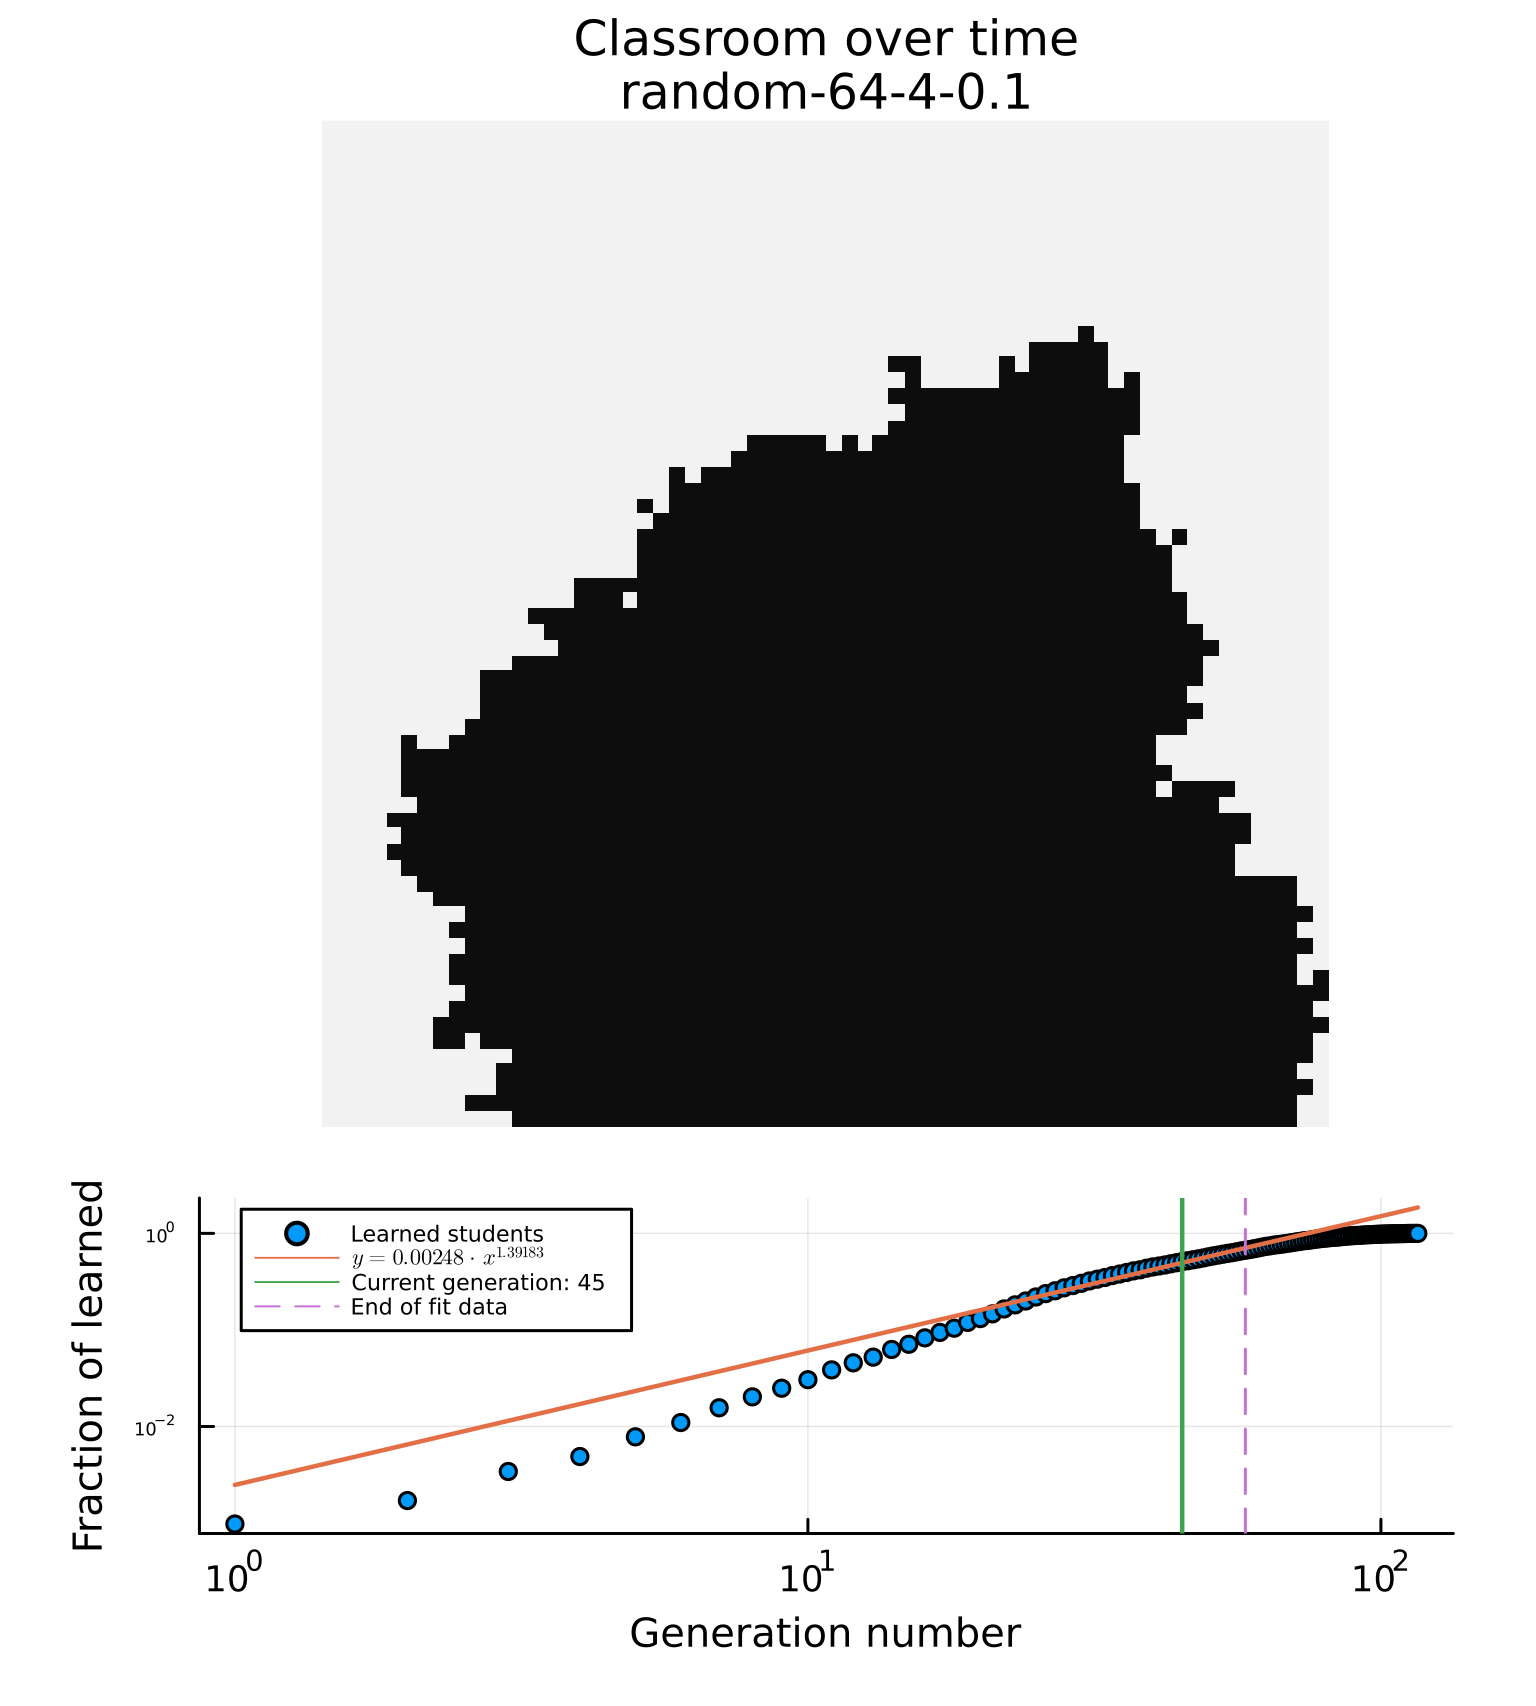 Classroom over time
random-64-4-0.1
Fraction of learned
10^0
10^-2
Learned students
y = 0.00248 · x^1.39183
Current generation: 45
End of fit data
10^0
10^1
10^2
Generation number